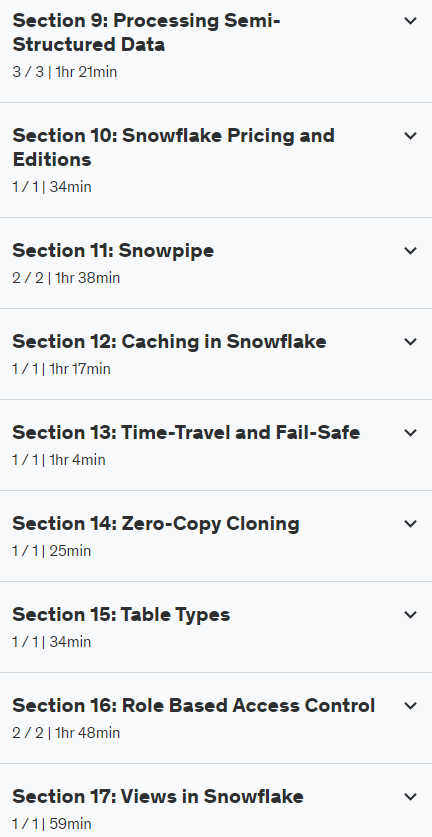 Section 9: Processing Semi-
Structured Data
3 / 3 | 1hr 21min
Section 10: Snowflake Pricing and
Editions
1 / 1 | 34min
Section 11: Snowpipe
2 / 2 | 1hr 38min
Section 12: Caching in Snowflake
1 / 1 | 1hr 17min
Section 13: Time-Travel and Fail-Safe
1 / 1 | 1hr 4min
Section 14: Zero-Copy Cloning
1 / 1 | 25min
Section 15: Table Types
1 / 1 | 34min
Section 16: Role Based Access Control
2 / 2 | 1hr 48min
Section 17: Views in Snowflake
1 / 1 | 59min